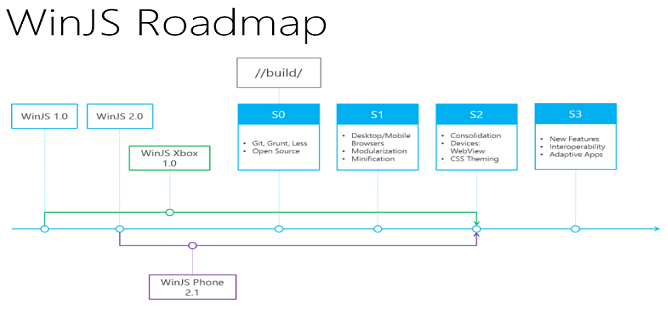 WinJS Roadmap
//build/
WinJS 1.0
WinJS 2.0
WinJS Xbox
1.0
S0
• Git, Grunt, Less
• Open Source
S1
• Desktop/Mobile
Browsers
• Modularization
• Minification
S2
• Consolidation
• Devices:
WebView
• CSS Theming
S3
• New Features
• Interoperability
• Adaptive Apps
WinJS Phone
2.1